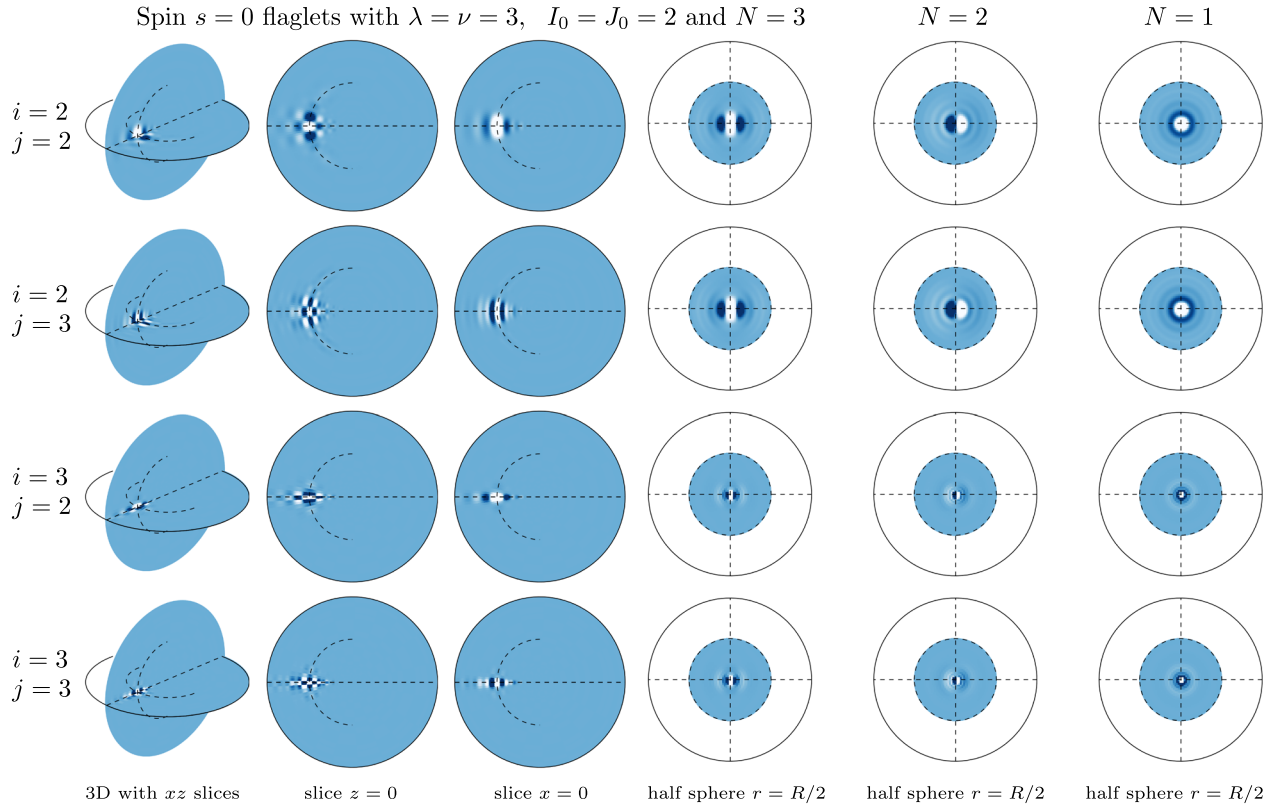 Spin s = 0 flaglets with λ = ν = 3, I₀ = J₀ = 2 and N = 3
N = 2
N = 1
i = 2
j = 2
i = 2
j = 3
i = 3
j = 2
i = 3
j = 3
3D with xz slices
slice z = 0
slice x = 0
half sphere r = R/2
half sphere r = R/2
half sphere r = R/2